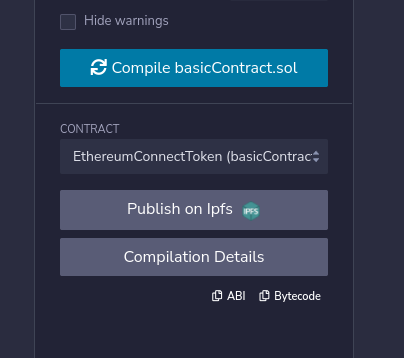 Hide warnings
Compile basicContract.sol
CONTRACT
EthereumConnectToken (basicContrac
Publish on Ipfs IPFS
Compilation Details
ABI Bytecode